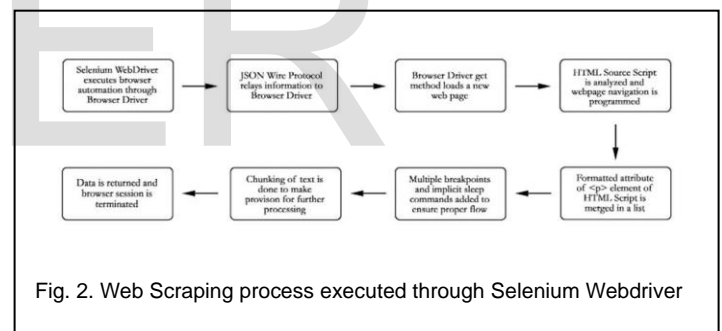 ER
Selenium WebDriver
executes browser
automation through
Browser Driver
JSON Wire Protocol
relays information to
Browser Driver
Browser Driver get
method loads a new
web page
HTML Source Script
is analyzed and
webpage navigation is
programmed
Formatted attribute
of <p> element of
HTML Script is
merged in a list
Multiple breakpoints
and implicit sleep
commands added to
ensure proper flow
Chunking of text is
done to make
provison for further
processing
Data is returned and
browser session is
terminated
Fig. 2. Web Scraping process executed through Selenium Webdriver